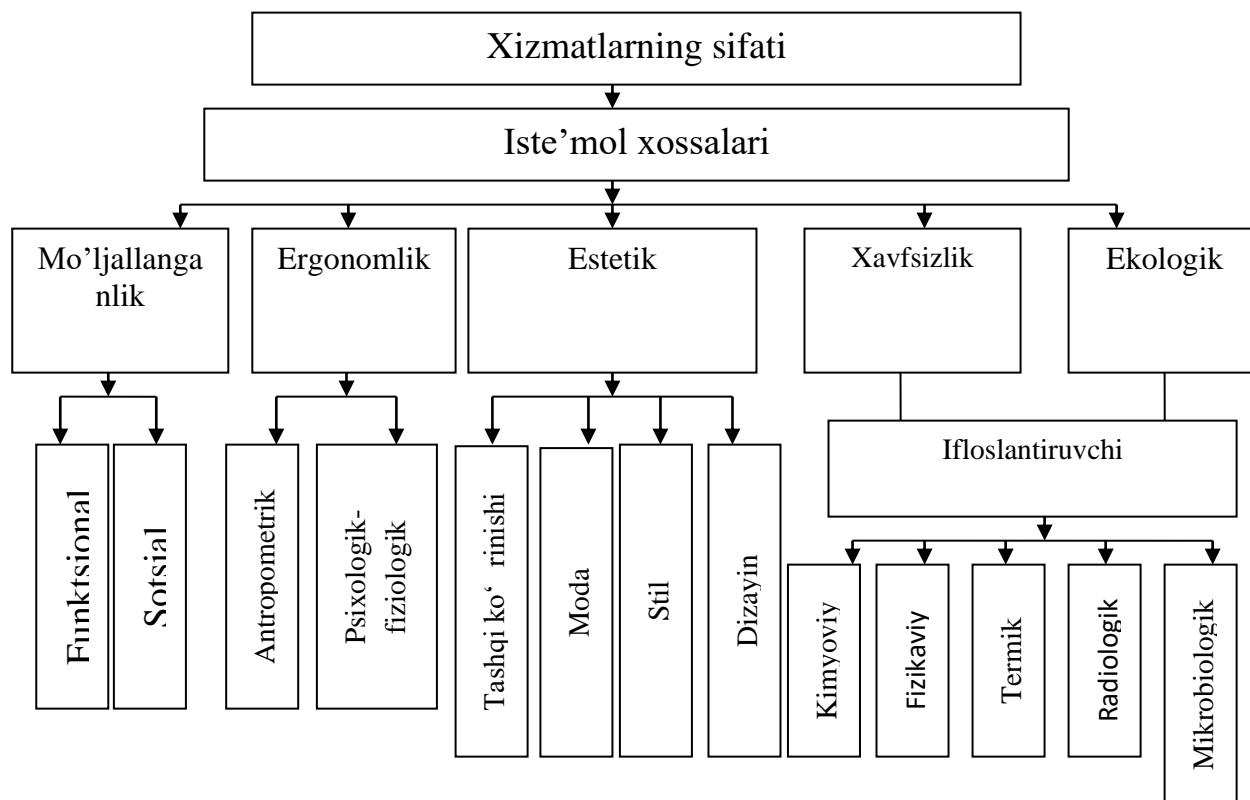 Xizmatlarning sifati
Iste’mol xossalari
Mo’ljallanga
nlik
Ergonomlik
Estetik
Xavfsizlik
Ekologik
Ifloslantiruvchi
Funktsional
Sotsial
Antropometrik
Psixologik-
fiziologik
Tashqi ko‘ rinishi
Moda
Stil
Dizayin
Kimyoviy
Fizikaviy
Termik
Radiologik
Mikrobiologik